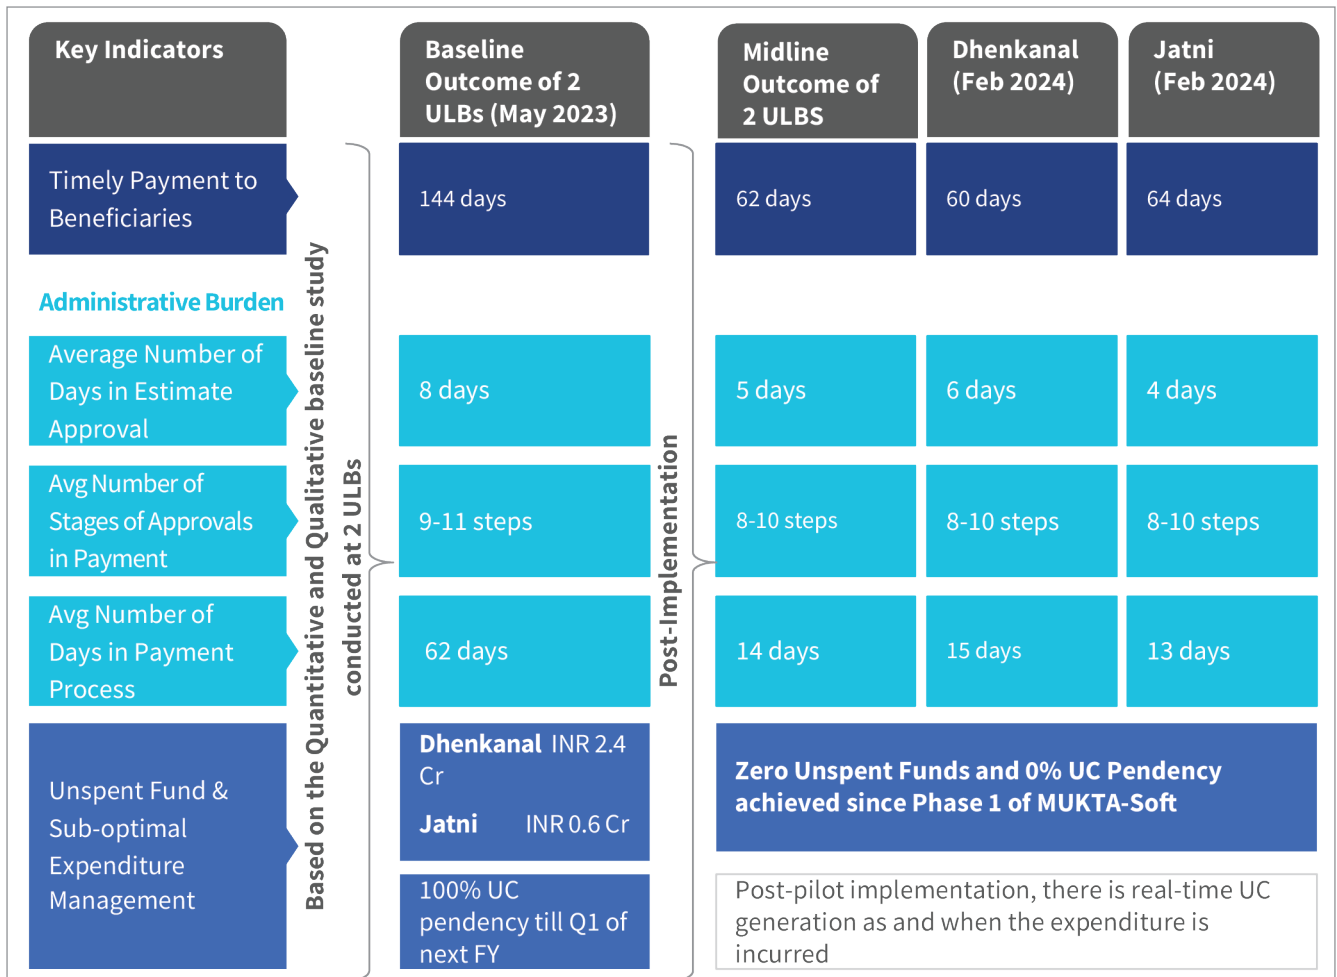 Key Indicators
Baseline
Outcome of 2
ULBs (May 2023)
Midline
Outcome of
2 ULBS
Dhenkanal
(Feb 2024)
Jatni
(Feb 2024)
Timely Payment to
Beneficiaries
144 days
62 days
60 days
64 days
Administrative Burden
Average Number of
Days in Estimate
Approval
8 days
5 days
6 days
4 days
Avg Number of
Stages of Approvals
in Payment
9-11 steps
8-10 steps
8-10 steps
8-10 steps
Avg Number of
Days in Payment
Process
62 days
14 days
15 days
13 days
Unspent Fund &
Sub-optimal
Expenditure
Management
Dhenkanal INR 2.4
Cr
Jatni INR 0.6 Cr
100% UC
pendency till Q1 of
next FY
Zero Unspent Funds and 0% UC Pendency
achieved since Phase 1 of MUKTA-Soft
Post-pilot implementation, there is real-time UC
generation as and when the expenditure is
incurred
Based on the Quantitative and Qualitative baseline study
conducted at 2 ULBs
Post-Implementation